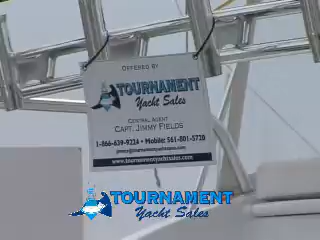 OFFERED BY
TOURNAMENT
Yacht Sales
CENTRAL AGENT
CAPT. JIMMY FIELDS
1-866-639-9224 • Mobile: 561-801-5720
www.tournamentyachtsales.com
TOURNAMENT
Yacht Sales